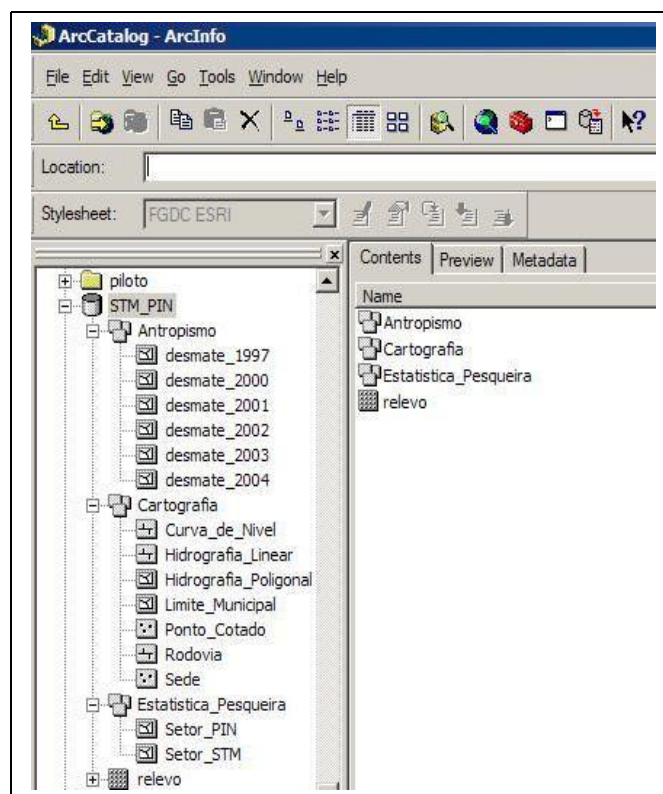 ArcCatalog - ArcInfo
File Edit View Go Tools Window Help
Location:
Stylesheet: FGDC ESRI
piloto
STM_PIN
Antropismo
desmate_1997
desmate_2000
desmate_2001
desmate_2002
desmate_2003
desmate_2004
Cartografia
Curva_de_Nivel
Hidrografia_Linear
Hidrografia_Poligonal
Limite_Municipal
Ponto_Cotado
Rodovia
Sede
Estatistica_Pesqueira
Setor_PIN
Setor_STM
relevo
Contents Preview Metadata
Name
Antropismo
Cartografia
Estatistica_Pesqueira
relevo